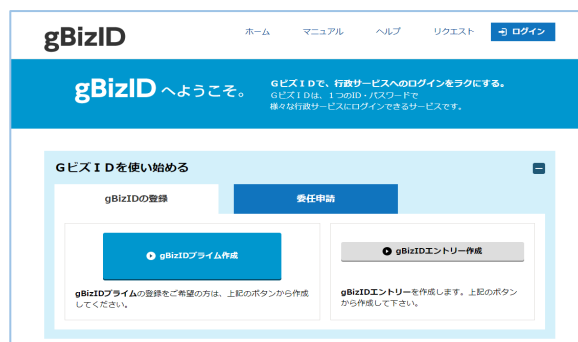 gBizID
ホーム マニュアル ヘルプ リクエスト ログイン
gBizID へようこそ。
GビズIDで、行政サービスへのログインをラクにする。
GビズIDは、1つのID・パスワードで
様々な行政サービスにログインできるサービスです。
GビズIDを使い始める
gBizIDの登録 委任申請
gBizIDプライム作成
gBizIDプライムの登録をご希望の方は、上記のボタンから作成
してください。
gBizIDエントリー作成
gBizIDエントリーを作成します。上記のボタン
から作成して下さい。